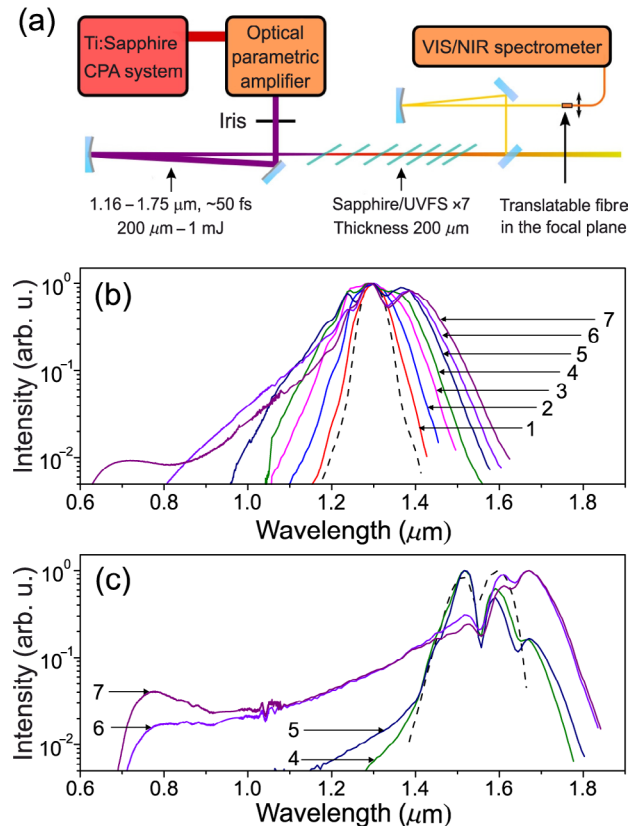 (a)
Ti:Sapphire
CPA system
Optical
parametric
amplifier
VIS/NIR spectrometer
Iris
1.16 – 1.75 μm, ~50 fs
200 μm – 1 mJ
Sapphire/UVFS ×7
Thickness 200 μm
Translatable fibre
in the focal plane
(b)
Intensity (arb. u.)
10⁰
10⁻¹
10⁻²
7
6
5
4
3
2
1
0.6 0.8 1.0 1.2 1.4 1.6 1.8
Wavelength (μm)
(c)
Intensity (arb. u.)
10⁰
10⁻¹
10⁻²
7
6
5
4
0.6 0.8 1.0 1.2 1.4 1.6 1.8
Wavelength (μm)